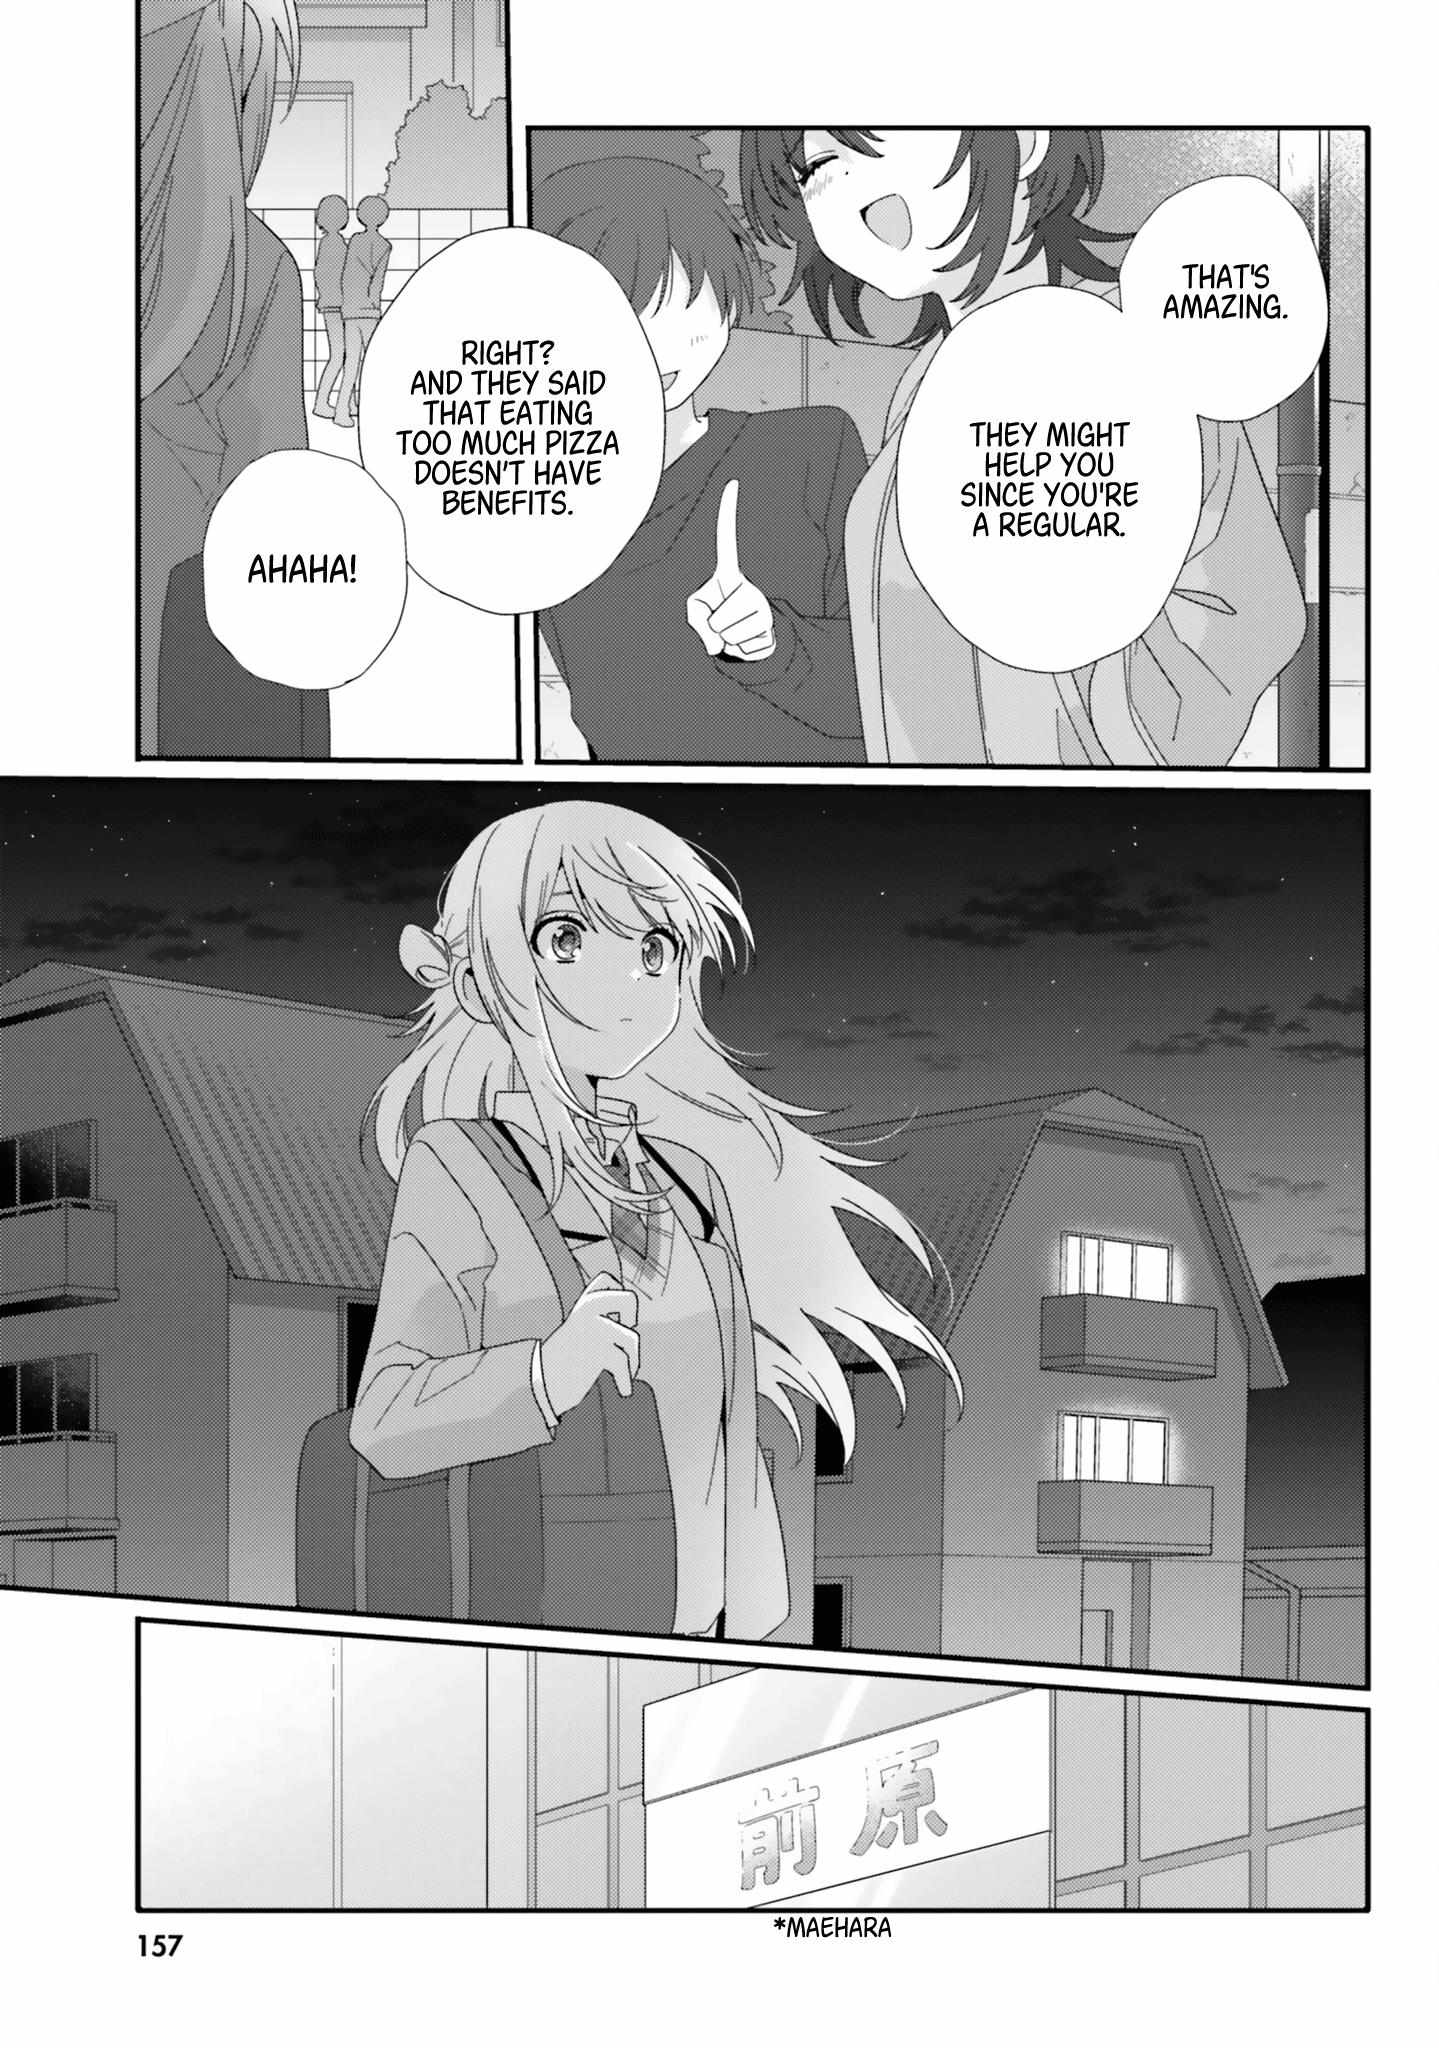 THAT'S
AMAZING.
THEY MIGHT
HELP YOU
SINCE YOU'RE
A REGULAR.
RIGHT?
AND THEY SAID
THAT EATING
TOO MUCH PIZZA
DOESN'T HAVE
BENEFITS.
AHAHA!
前原
*MAEHARA
157